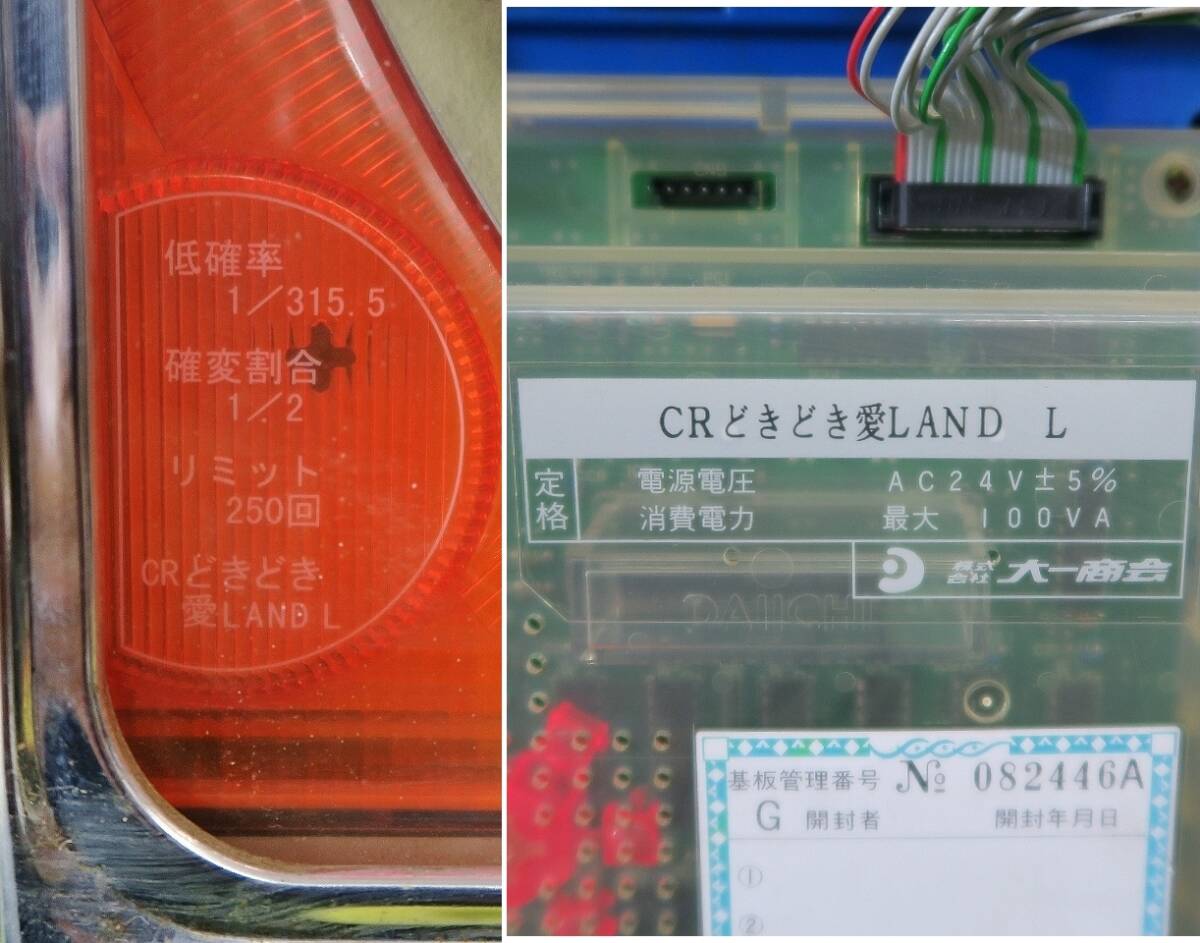 低確率
1/315.5
確変割合
1/2
リミット
250回
CRどきどき
愛LAND L
GND
CRどきどき愛LAND L
定格
電源電圧 AC24V±5%
消費電力 最大 100VA
株式会社 大一商会
DAIICHI
基板管理番号 № 082446A
G 開封者 開封年月日
①
②